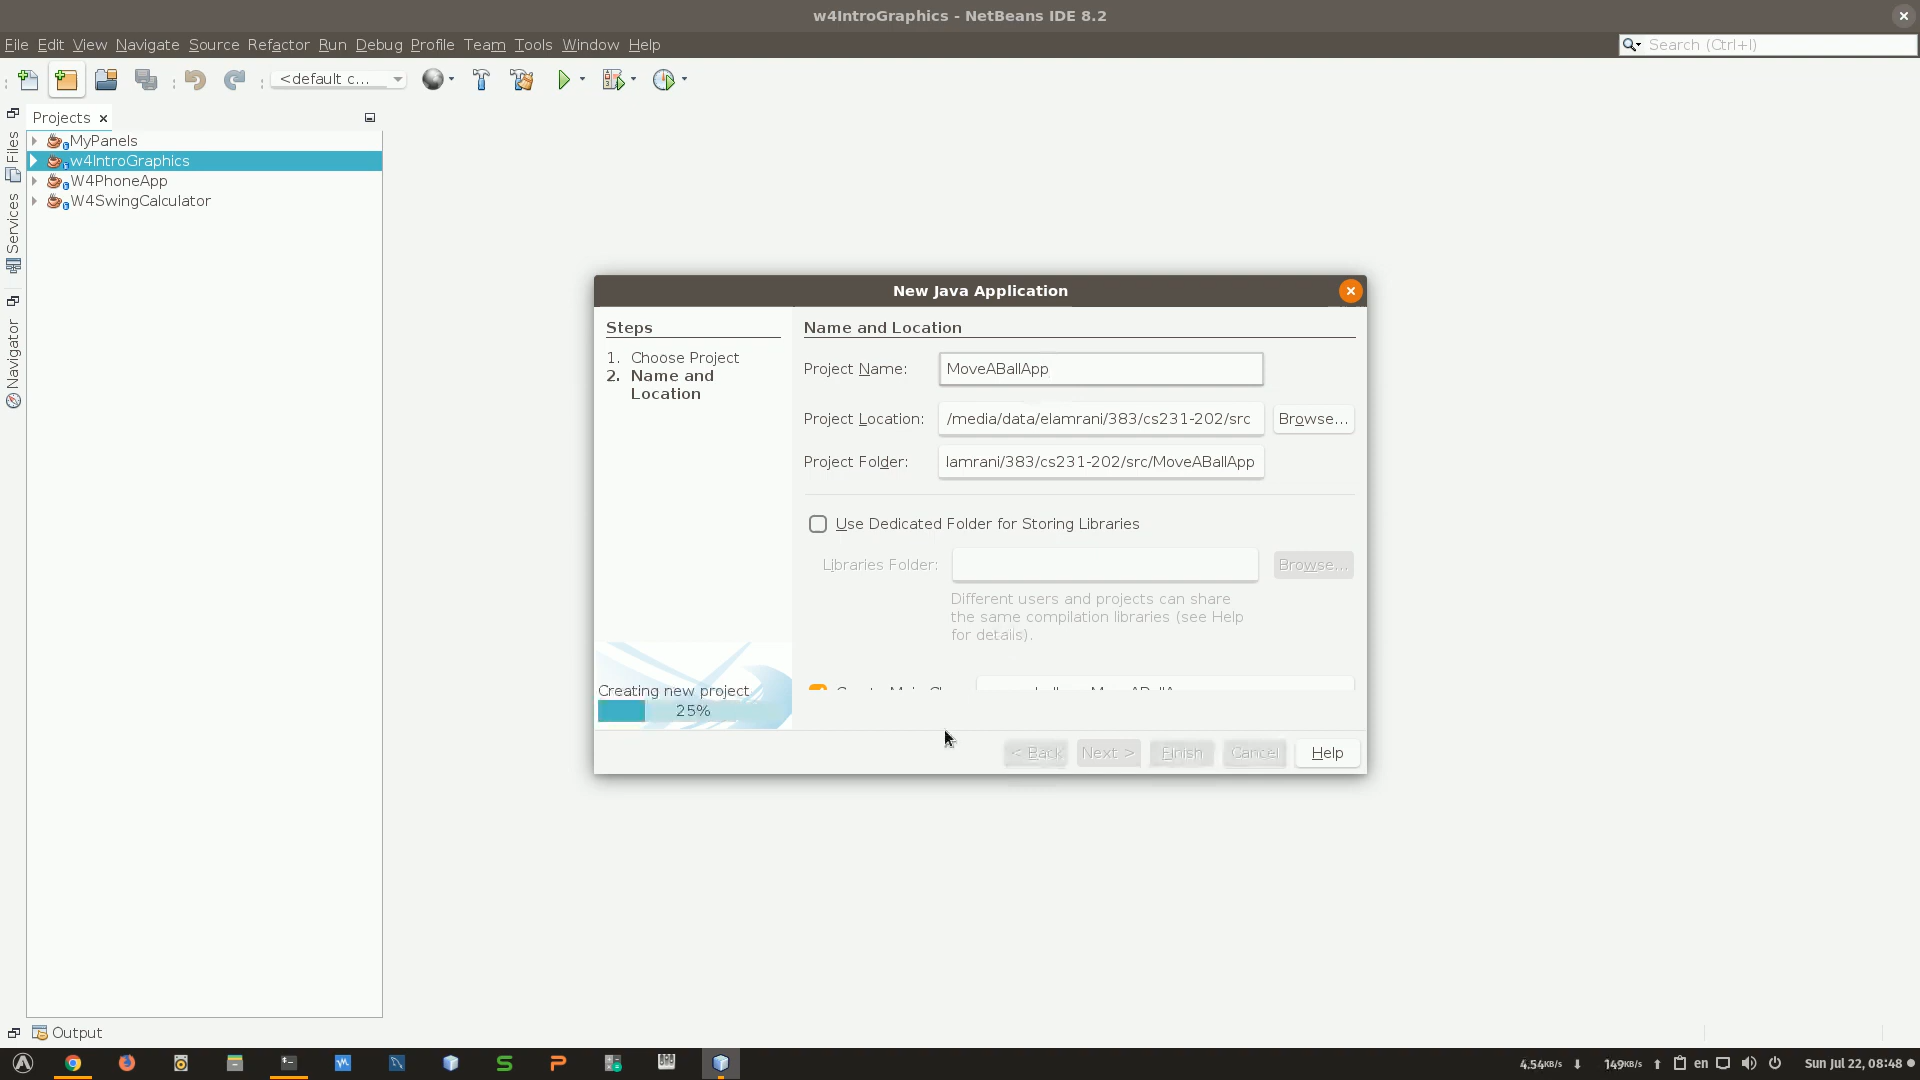 w4IntroGraphics - NetBeans IDE 8.2
File Edit View Navigate Source Refactor Run Debug Profile Team Tools Window Help
Search (Ctrl+I)
<default c...
Projects
MyPanels
w4IntroGraphics
W4PhoneApp
W4SwingCalculator
Files
Services
Navigator
New Java Application
Steps
1. Choose Project
2. Name and
Location
Name and Location
Project Name: MoveABallApp
Project Location: /media/data/elamrani/383/cs231-202/src Browse...
Project Folder: lamrani/383/cs231-202/src/MoveABallApp
Use Dedicated Folder for Storing Libraries
Libraries Folder: Browse...
Different users and projects can share
the same compilation libraries (see Help
for details).
Creating new project
25%
< Back Next > Finish Cancel Help
Output
4.54KB/s 149KB/s en Sun Jul 22, 08:48